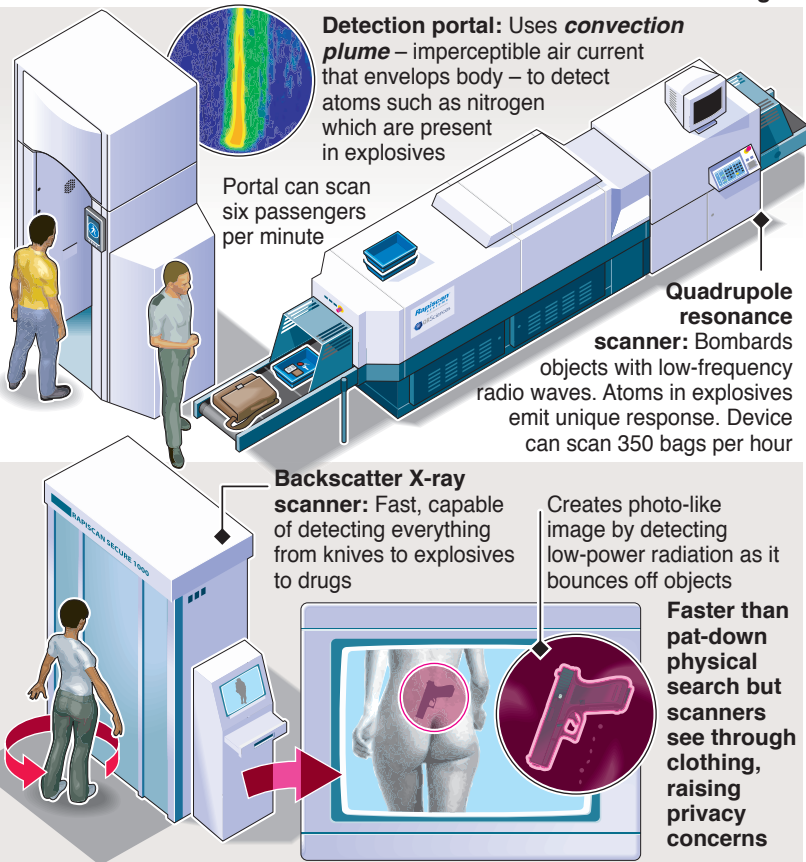 Detection portal: Uses convection
plume – imperceptible air current
that envelops body – to detect
atoms such as nitrogen
which are present
in explosives
Portal can scan
six passengers
per minute
Rapiscan
Quadrupole
resonance
scanner: Bombards
objects with low-frequency
radio waves. Atoms in explosives
emit unique response. Device
can scan 350 bags per hour
Backscatter X-ray
scanner: Fast, capable
of detecting everything
from knives to explosives
to drugs
RAPISCAN SECURE 1000
Creates photo-like
image by detecting
low-power radiation as it
bounces off objects
Faster than
pat-down
physical
search but
scanners
see through
clothing,
raising
privacy
concerns